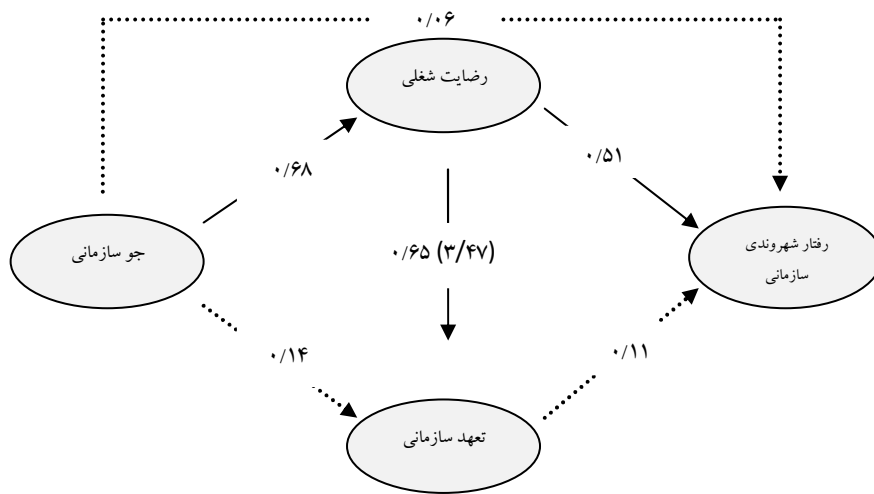 ۰/۰۶
رضایت شغلی
۰/۶۸
۰/۵۱
جو سازمانی
۰/۶۵ (۳/۴۷)
رفتار شهروندی
سازمانی
۰/۱۴
۰/۱۱
تعهد سازمانی